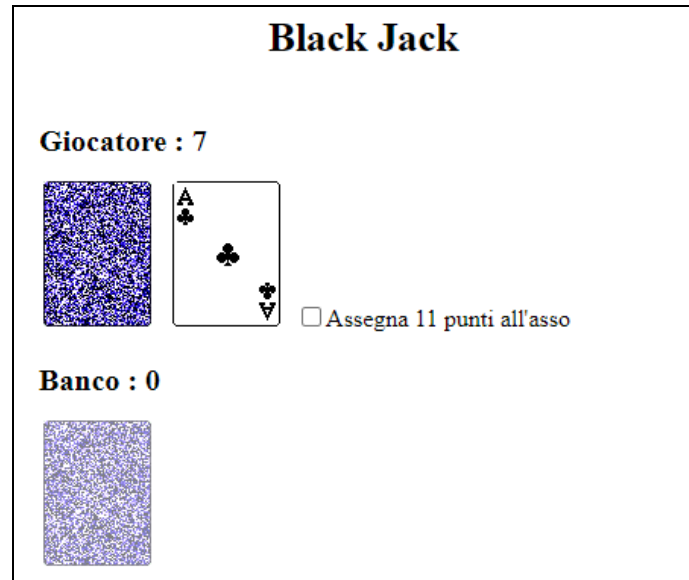 Black Jack
Giocatore : 7
A
A
Assegna 11 punti all'asso
Banco : 0